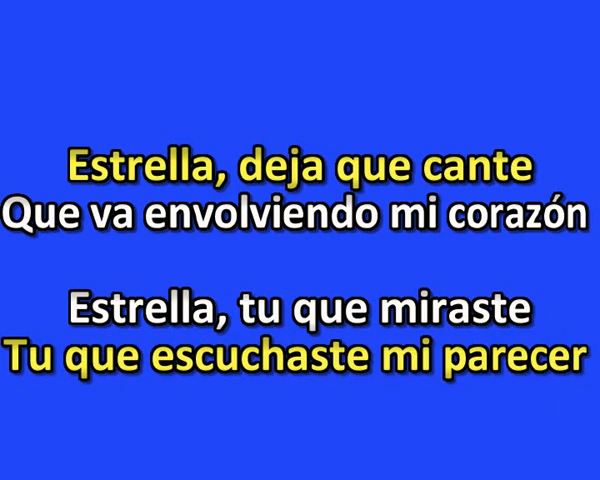 Estrella, deja que cante
Que va envolviendo mi corazón
Estrella, tu que miraste
Tu que escuchaste mi parecer